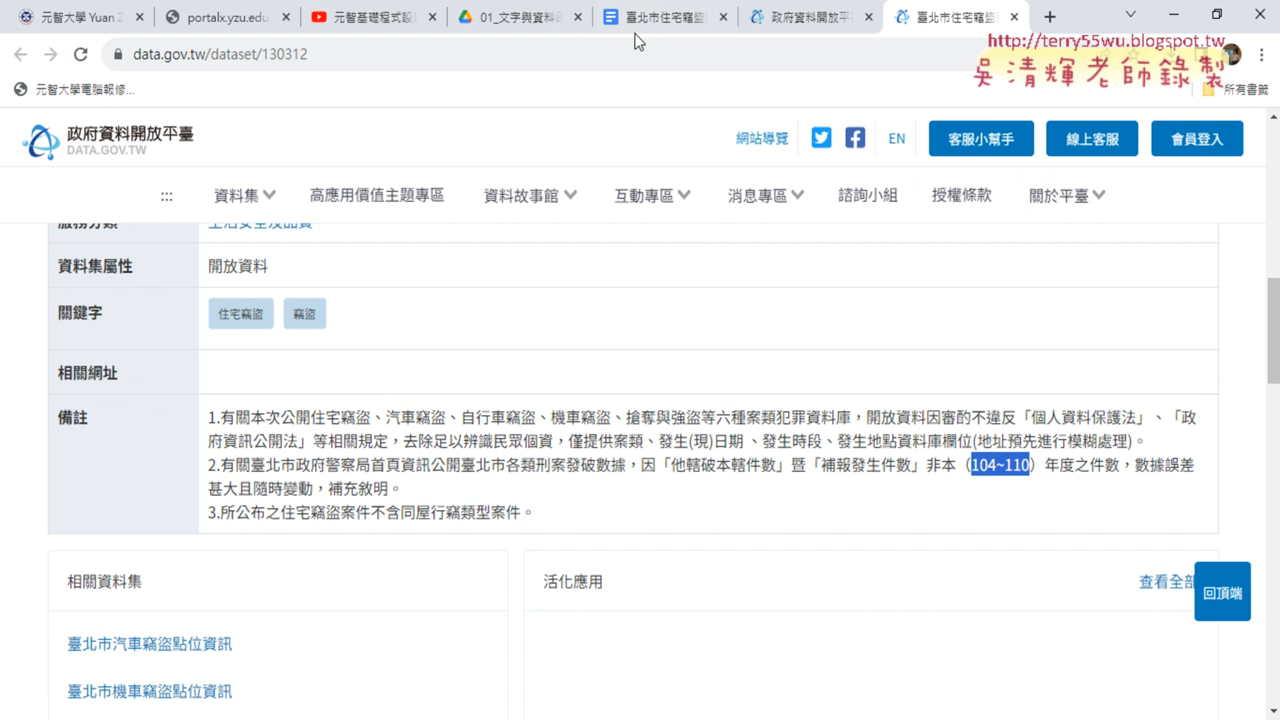 元智大學 Yuan Z
portalx.yzu.edu
元智基礎程式設
01_文字與資料
臺北市住宅竊盜
政府資料開放平
臺北市住宅竊盜
http://terry55wu.blogspot.tw
data.gov.tw/dataset/130312
吳清輝老師錄製
元智大學電腦報修...
所有書籤
政府資料開放平臺
DATA.GOV.TW
網站導覽
EN
客服小幫手
線上客服
會員登入
:::
資料集
高應用價值主題專區
資料故事館
互動專區
消息專區
諮詢小組
授權條款
關於平臺
服務分類
生活安全及品質
資料集屬性
開放資料
關鍵字
住宅竊盜
竊盜
相關網址
備註
1.有關本次公開住宅竊盜、汽車竊盜、自行車竊盜、機車竊盜、搶奪與強盜等六種案類犯罪資料庫，開放資料因審酌不違反「個人資料保護法」、「政
府資訊公開法」等相關規定，去除足以辨識民眾個資，僅提供案類、發生(現)日期 、發生時段、發生地點資料庫欄位(地址預先進行模糊處理)。
2.有關臺北市政府警察局首頁資訊公開臺北市各類刑案發破數據，因「他轄破本轄件數」暨「補報發生件數」非本（104~110）年度之件數，數據誤差
甚大且隨時變動，補充敘明。
3.所公布之住宅竊盜案件不含同屋行竊類型案件。
相關資料集
活化應用
查看全部
回頂端
臺北市汽車竊盜點位資訊
臺北市機車竊盜點位資訊